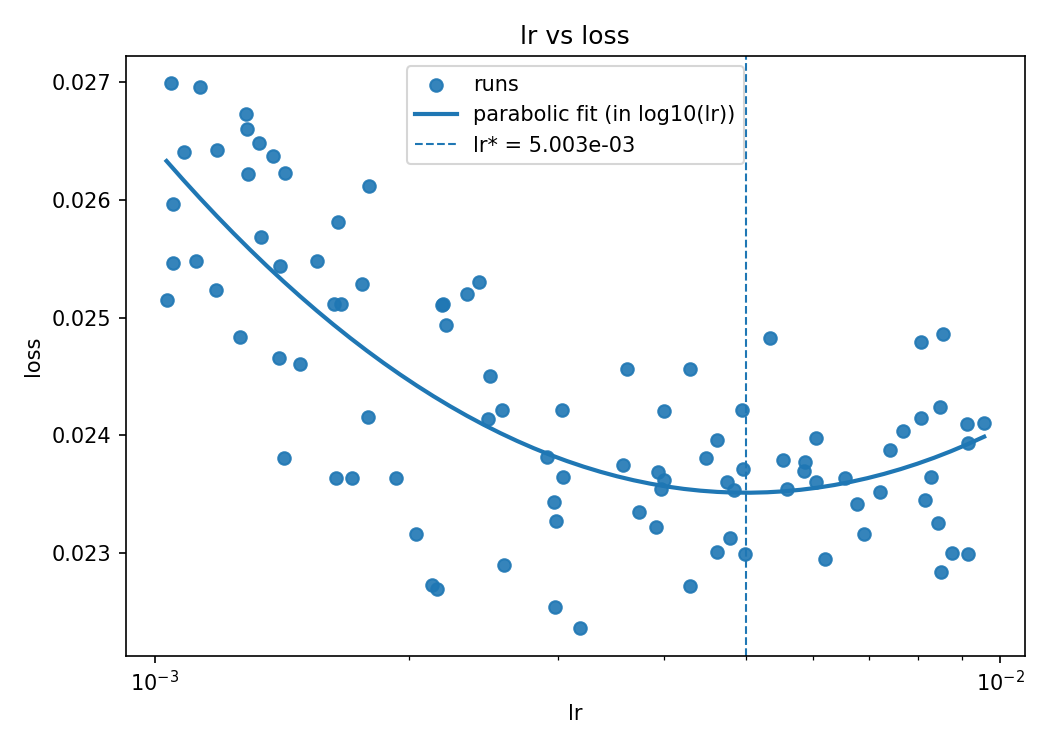 lr vs loss
runs
parabolic fit (in log10(lr))
lr* = 5.003e-03
0.027
0.026
0.025
0.024
0.023
loss
10⁻³
10⁻²
lr